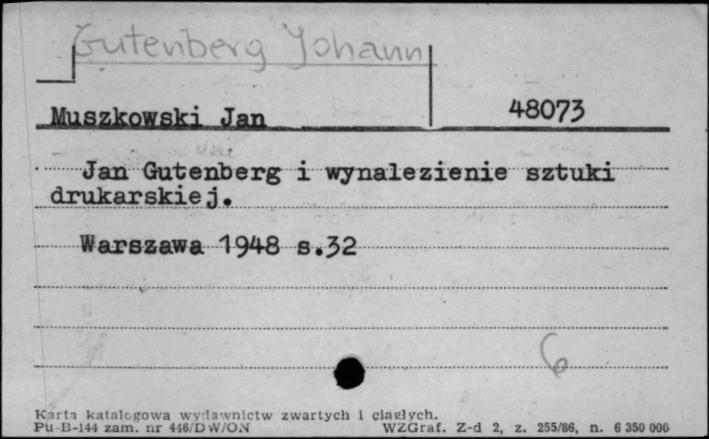 Gutenberg Johann
Muszkowski Jan
48073
Jan Gutenberg i wynalezienie sztuki
drukarskiej.
Warszawa 1948 s.32
6
Karta katalogowa wydawnictw zwartych i ciągłych.
Pu-B-144 zam. nr 446/DW/ON
WZGraf. Z-d 2, z. 255/86, n. 6 350 000